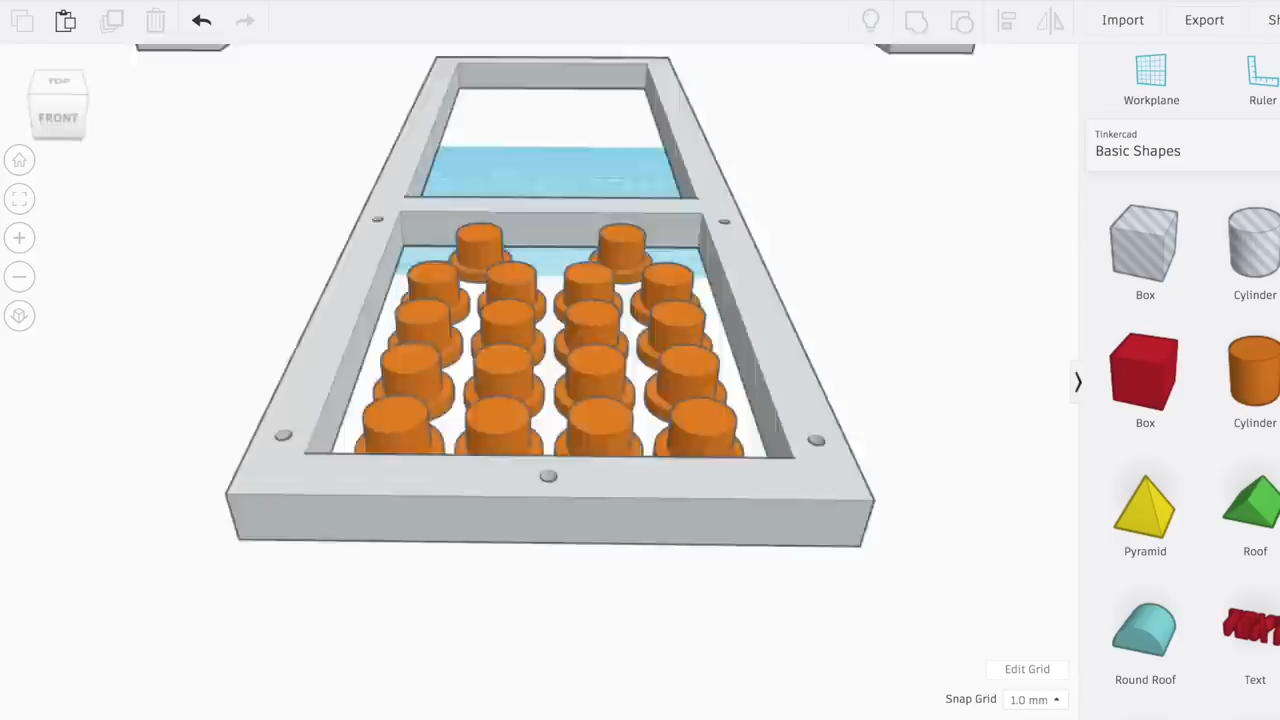 Import
Export
TOP
FRONT
Workplane
Ruler
Tinkercad
Basic Shapes
Box
Cylinder
Box
Cylinder
Pyramid
Roof
Round Roof
Text
Edit Grid
Snap Grid
1.0 mm